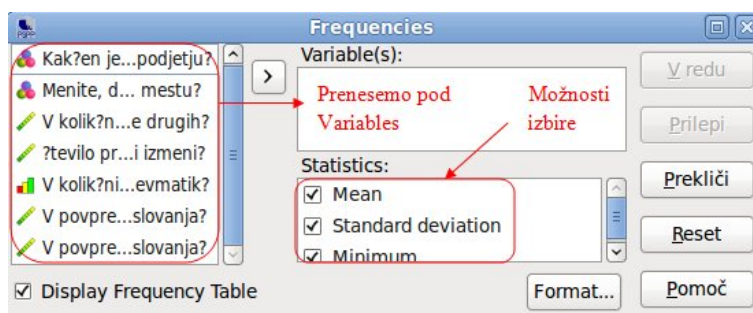 PSPP
Frequencies
Kak?en je...podjetju?
Menite, d... mestu?
V kolik?n...e drugih?
?tevilo pr...i izmeni?
V kolik?ni...evmatik?
V povpre...slovanja?
V povpre...slovanja?
Display Frequency Table
>
Variable(s):
Prenesemo pod
Variables
Možnosti
izbire
Statistics:
Mean
Standard deviation
Minimum
Format...
V redu
Prilepi
Prekliči
Reset
Pomoč